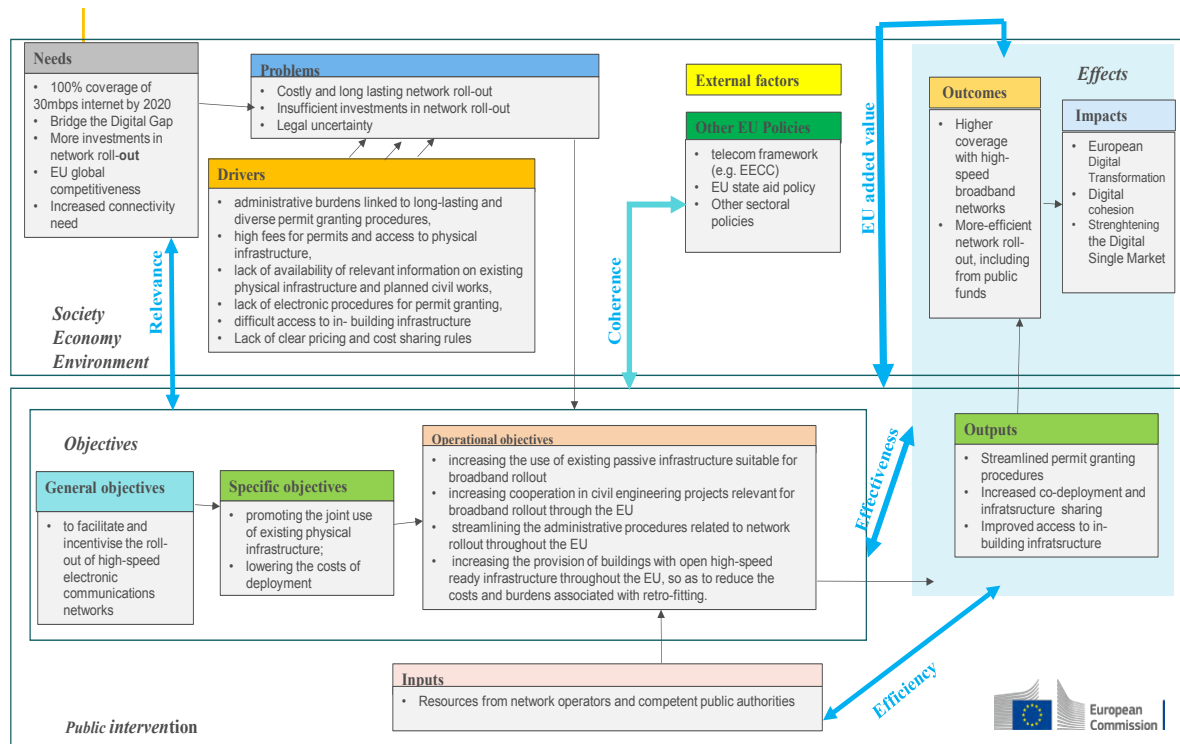 Needs
• 100% coverage of
30mbps internet by 2020
• Bridge the Digital Gap
• More investments in
network roll-out
• EU global
competitiveness
• Increased connectivity
need
Problems
• Costly and long lasting network roll-out
• Insufficient investments in network roll-out
• Legal uncertainty
Drivers
• administrative burdens linked to long-lasting and
diverse permit granting procedures,
• high fees for permits and access to physical
infrastructure,
• lack of availability of relevant information on existing
physical infrastructure and planned civil works,
• lack of electronic procedures for permit granting,
• difficult access to in- building infrastructure
• Lack of clear pricing and cost sharing rules
External factors
Other EU Policies
• telecom framework
(e.g. EECC)
• EU state aid policy
• Other sectoral
policies
Effects
Outcomes
• Higher
coverage with
high-
speed
broadband
networks
• More-efficient
network roll-
out, including
from public
funds
Impacts
• European
Digital
Transformation
• Digital
cohesion
• Strenghtening
the Digital
Single Market
Relevance
Coherence
EU added value
Society
Economy
Environment
Objectives
General objectives
• to facilitate and
incentivise the roll-
out of high-speed
electronic
communications
networks
Specific objectives
• promoting the joint use
of existing physical
infrastructure;
• lowering the costs of
deployment
Operational objectives
• increasing the use of existing passive infrastructure suitable for
broadband rollout
• increasing cooperation in civil engineering projects relevant for
broadband rollout through the EU
• streamlining the administrative procedures related to network
rollout throughout the EU
• increasing the provision of buildings with open high-speed
ready infrastructure throughout the EU, so as to reduce the
costs and burdens associated with retro-fitting.
Effectiveness
Outputs
• Streamlined permit granting
procedures
• Increased co-deployment and
infratsructure sharing
• Improved access to in-
building infratsructure
Inputs
• Resources from network operators and competent public authorities
Efficiency
Public intervention
European
Commission